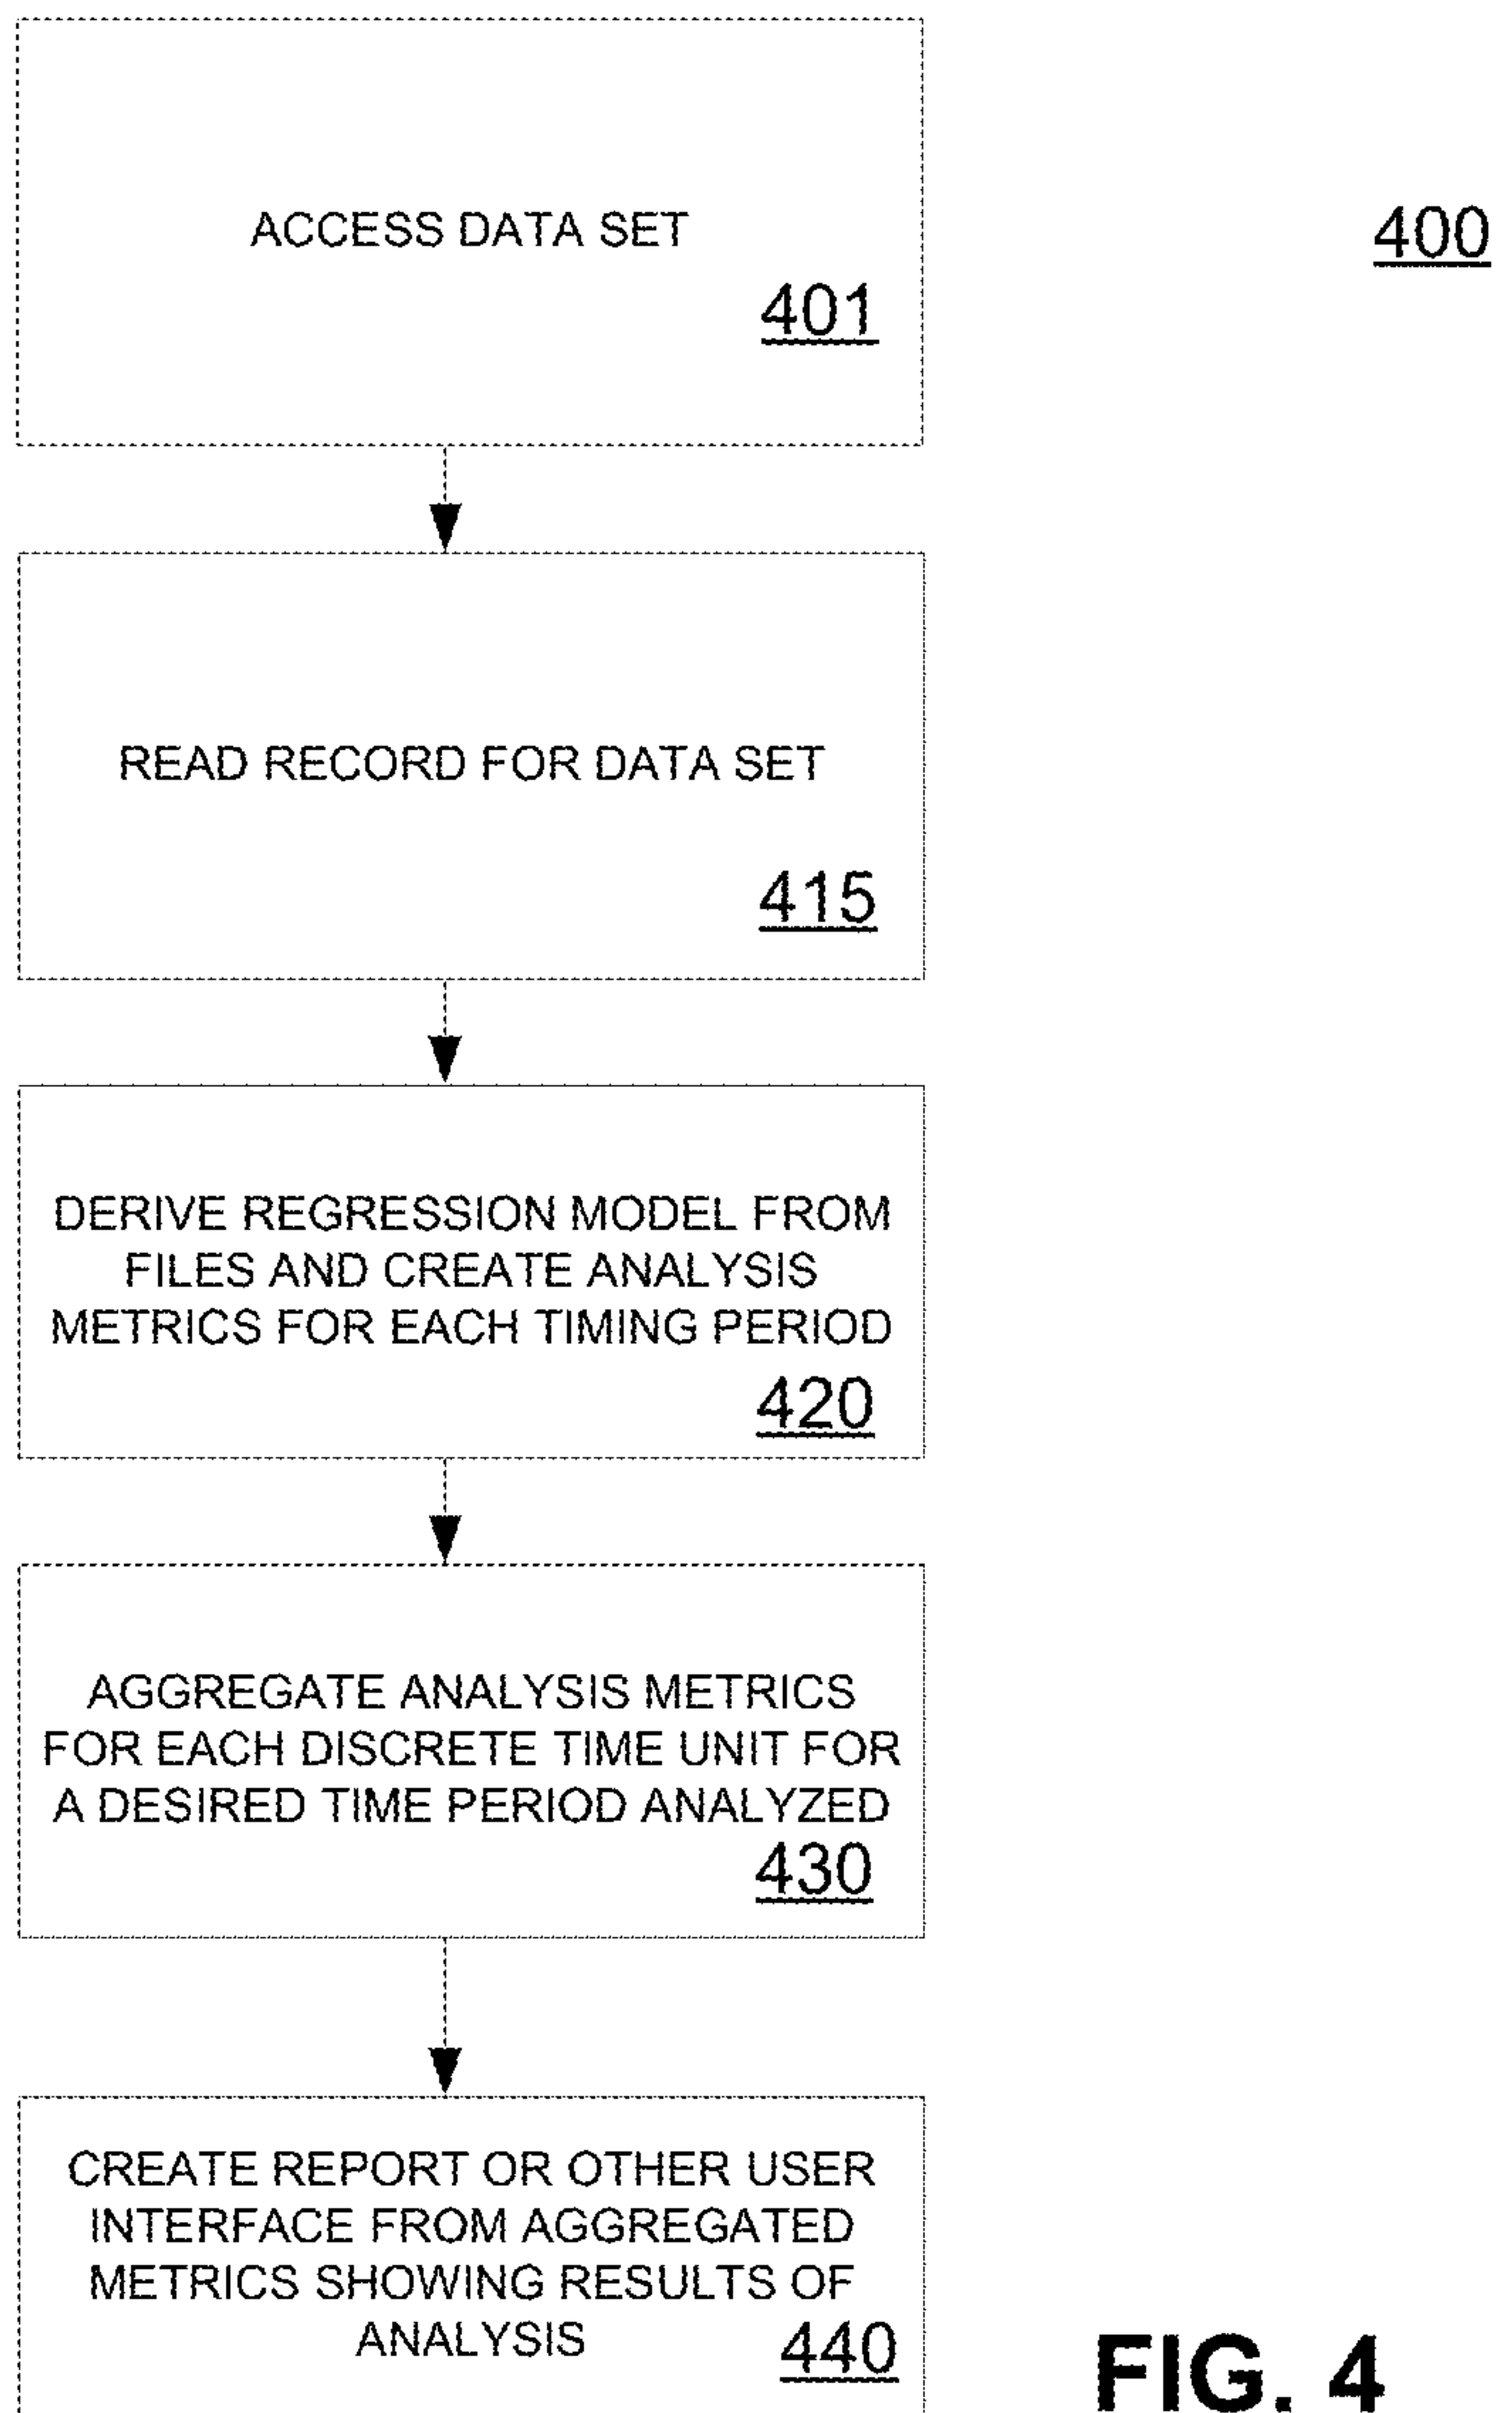 ACCESS DATA SET
401
400
READ RECORD FOR DATA SET
415
DERIVE REGRESSION MODEL FROM
FILES AND CREATE ANALYSIS
METRICS FOR EACH TIMING PERIOD
420
AGGREGATE ANALYSIS METRICS
FOR EACH DISCRETE TIME UNIT FOR
A DESIRED TIME PERIOD ANALYZED
430
CREATE REPORT OR OTHER USER
INTERFACE FROM AGGREGATED
METRICS SHOWING RESULTS OF
ANALYSIS
440
FIG. 4